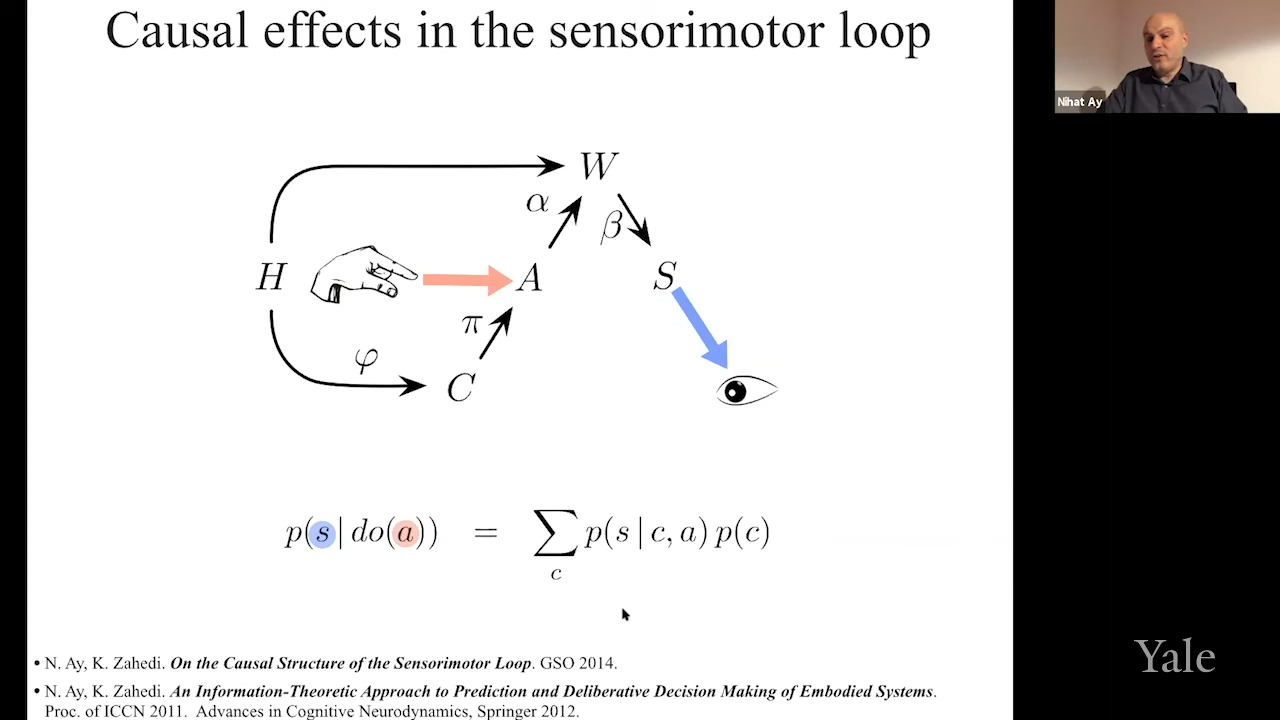 Causal effects in the sensorimotor loop
Nihat Ay
W
α
β
H
A
S
π
φ
C
p(s| do(a)) = ∑ p(s | c, a) p(c)
c
• N. Ay, K. Zahedi. On the Causal Structure of the Sensorimotor Loop. GSO 2014.
Yale
• N. Ay, K. Zahedi. An Information-Theoretic Approach to Prediction and Deliberative Decision Making of Embodied Systems.
Proc. of ICCN 2011. Advances in Cognitive Neurodynamics, Springer 2012.